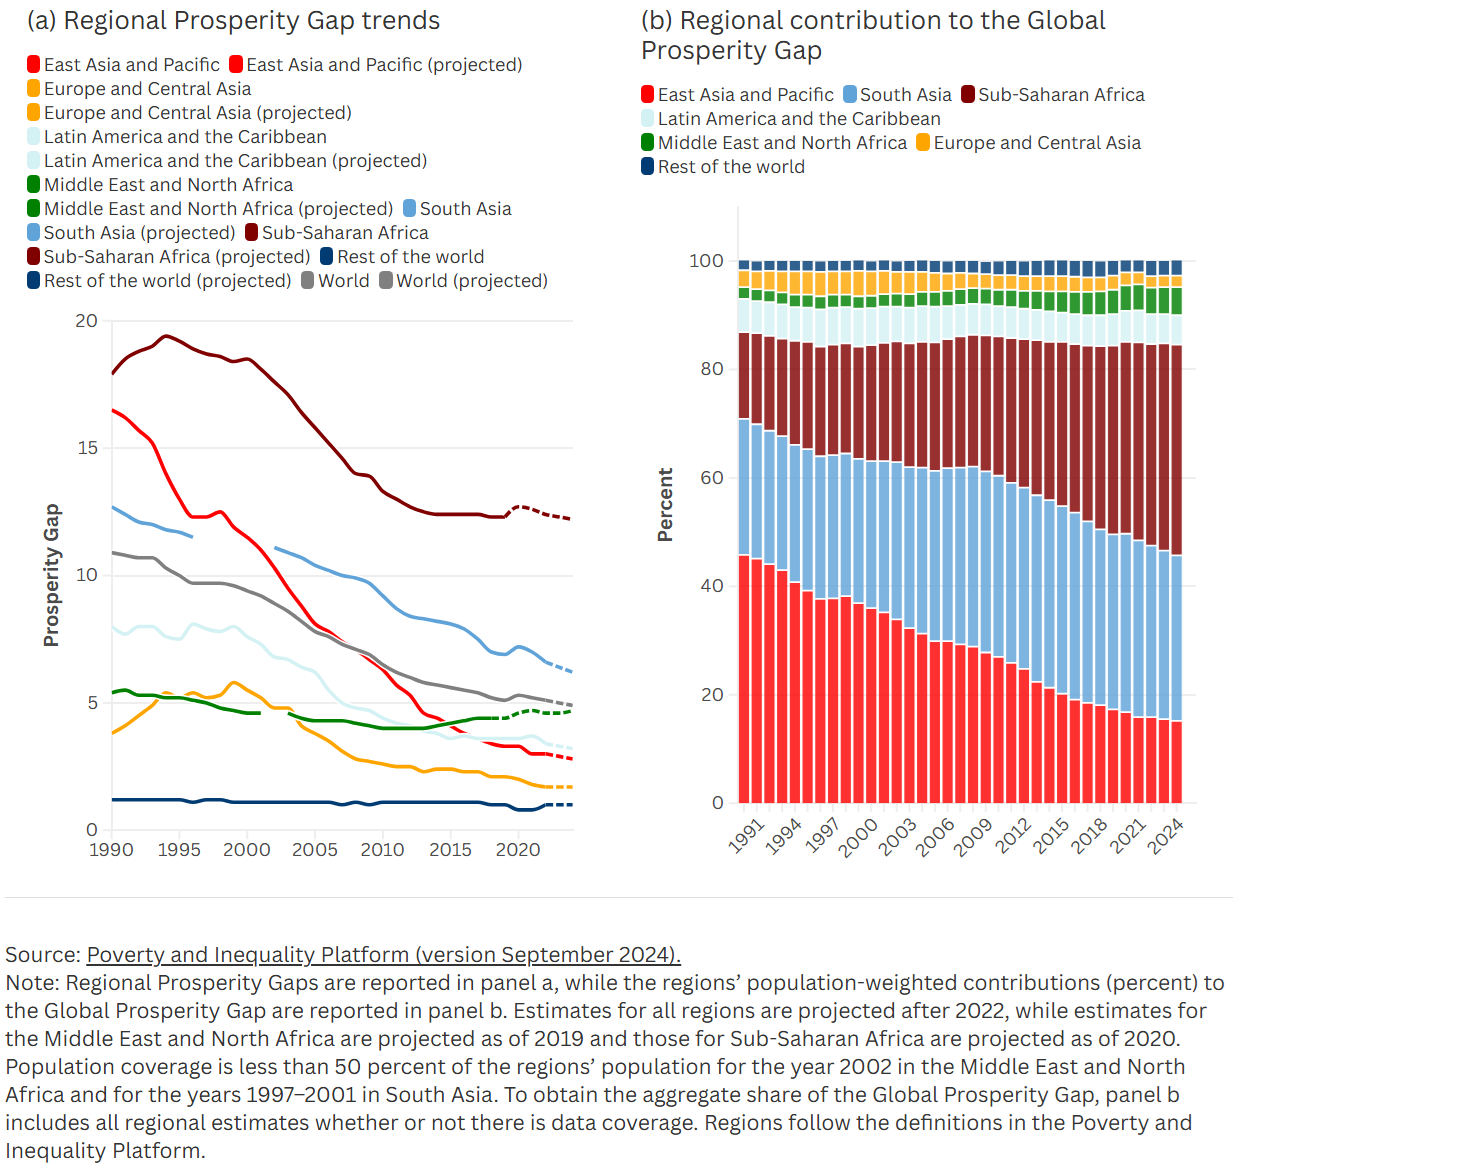 (a) Regional Prosperity Gap trends
East Asia and Pacific East Asia and Pacific (projected)
Europe and Central Asia
Europe and Central Asia (projected)
Latin America and the Caribbean
Latin America and the Caribbean (projected)
Middle East and North Africa
Middle East and North Africa (projected) South Asia
South Asia (projected) Sub-Saharan Africa
Sub-Saharan Africa (projected) Rest of the world
Rest of the world (projected) World World (projected)
20
15
10
5
0
Prosperity Gap
1990 1995 2000 2005 2010 2015 2020
(b) Regional contribution to the Global
Prosperity Gap
East Asia and Pacific South Asia Sub-Saharan Africa
Latin America and the Caribbean
Middle East and North Africa Europe and Central Asia
Rest of the world
100
80
60
40
20
0
Percent
1991 1994 1997 2000 2003 2006 2009 2012 2015 2018 2021 2024
Source: Poverty and Inequality Platform (version September 2024).
Note: Regional Prosperity Gaps are reported in panel a, while the regions’ population-weighted contributions (percent) to
the Global Prosperity Gap are reported in panel b. Estimates for all regions are projected after 2022, while estimates for
the Middle East and North Africa are projected as of 2019 and those for Sub-Saharan Africa are projected as of 2020.
Population coverage is less than 50 percent of the regions’ population for the year 2002 in the Middle East and North
Africa and for the years 1997–2001 in South Asia. To obtain the aggregate share of the Global Prosperity Gap, panel b
includes all regional estimates whether or not there is data coverage. Regions follow the definitions in the Poverty and
Inequality Platform.